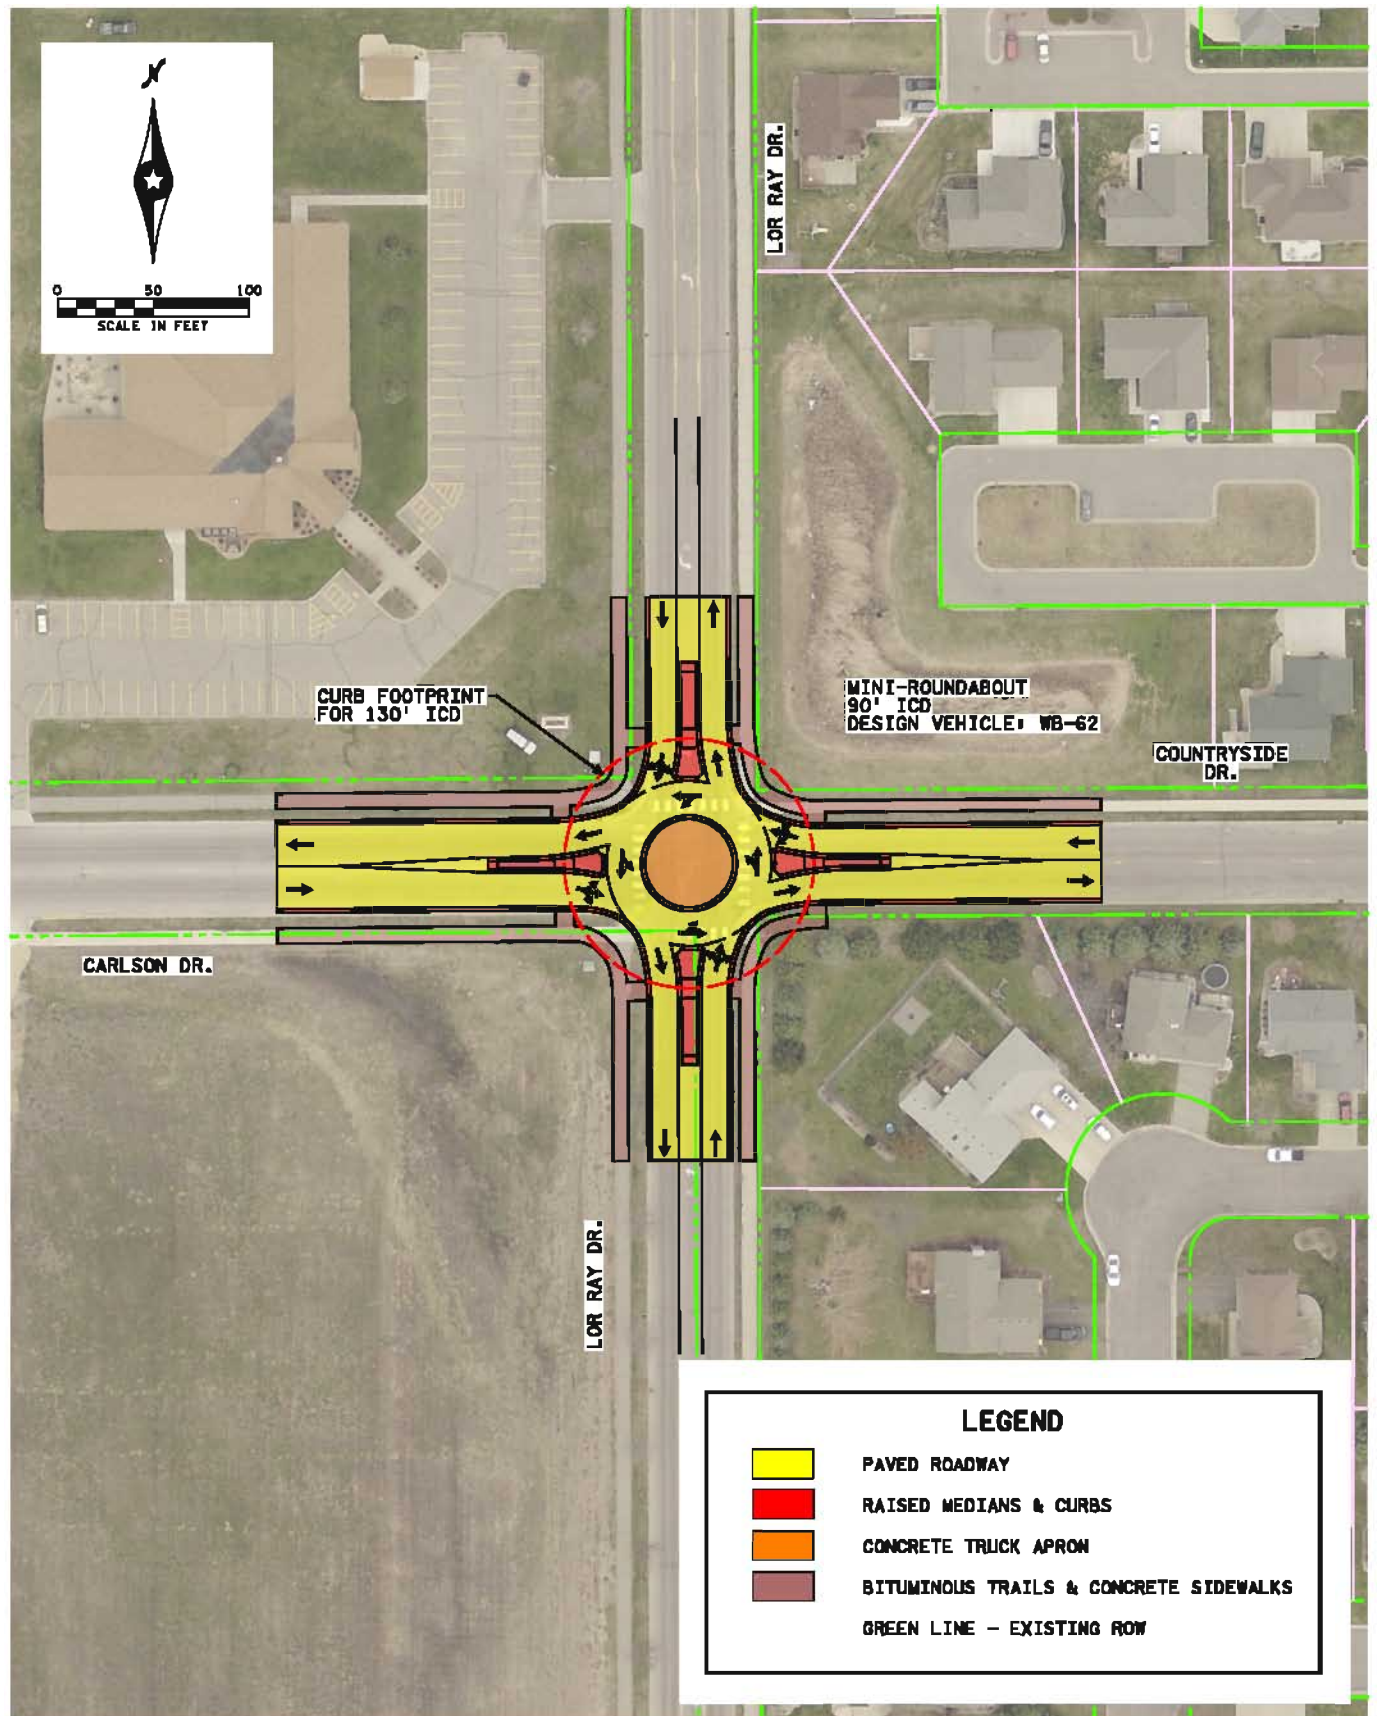 N
0 50 100
SCALE IN FEET
LOR RAY DR.
CURB FOOTPRINT
FOR 130' ICD
MINI-ROUNDABOUT
90' ICD
DESIGN VEHICLE: WB-62
COUNTRYSIDE
DR.
CARLSON DR.
LOR RAY DR.
LEGEND
PAVED ROADWAY
RAISED MEDIANS & CURBS
CONCRETE TRUCK APRON
BITUMINOUS TRAILS & CONCRETE SIDEWALKS
GREEN LINE - EXISTING ROW